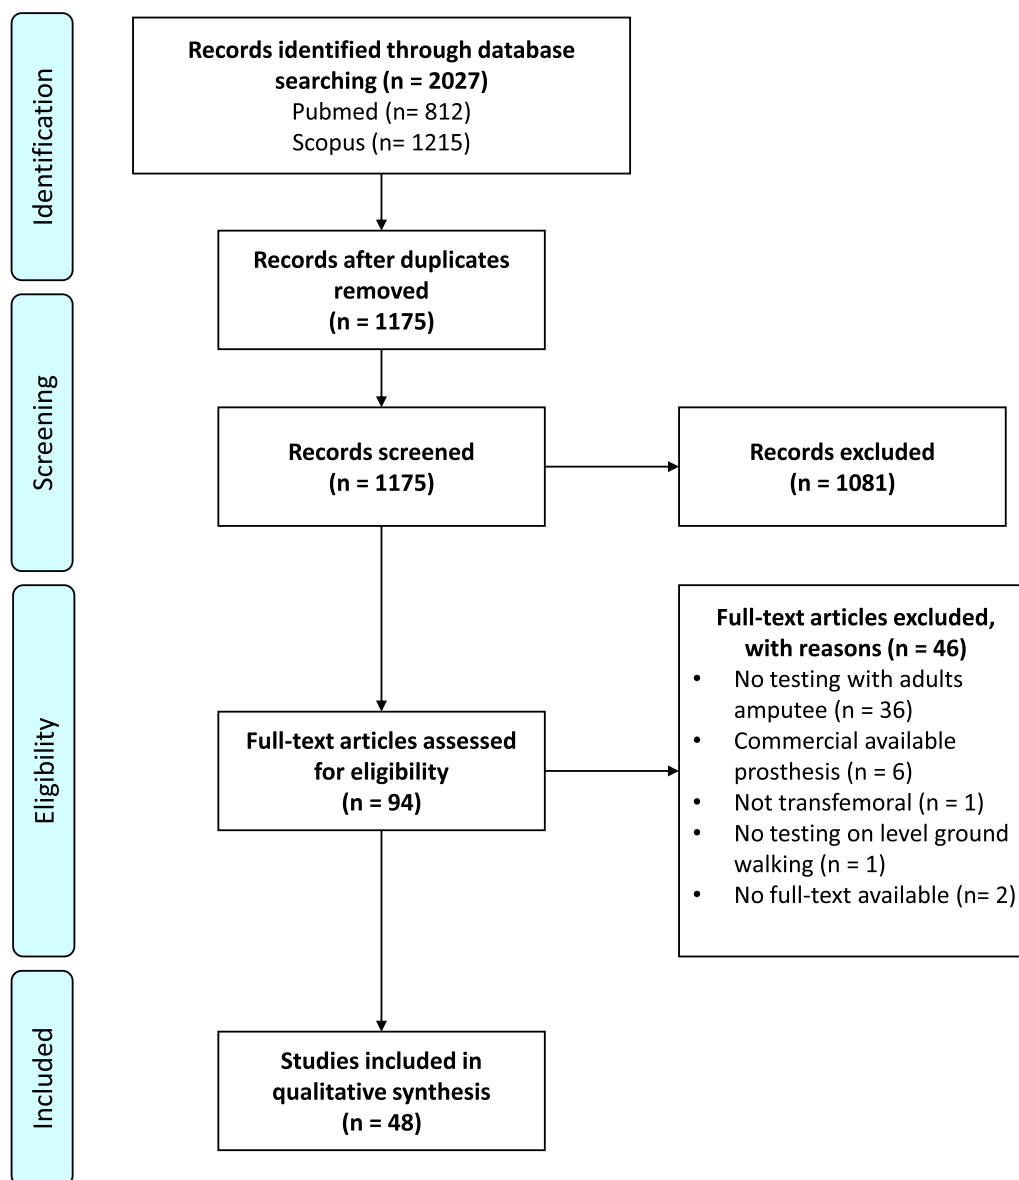 Identification
Records identified through database
searching (n = 2027)
Pubmed (n= 812)
Scopus (n= 1215)
Records after duplicates
removed
(n = 1175)
Screening
Records screened
(n = 1175)
Records excluded
(n = 1081)
Eligibility
Full-text articles assessed
for eligibility
(n = 94)
Full-text articles excluded,
with reasons (n = 46)
• No testing with adults
amputee (n = 36)
• Commercial available
prosthesis (n = 6)
• Not transfemoral (n = 1)
• No testing on level ground
walking (n = 1)
• No full-text available (n= 2)
Included
Studies included in
qualitative synthesis
(n = 48)